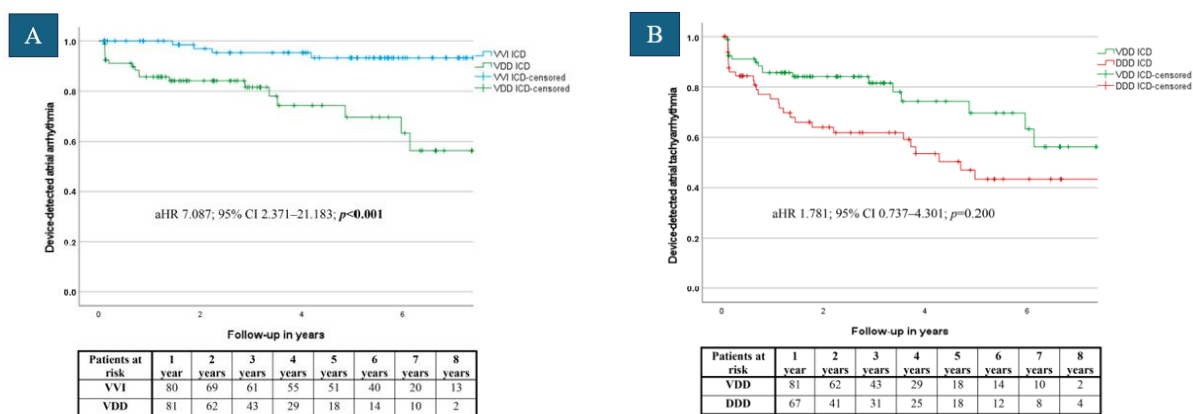 A
Device-detected atrial arrhythmia
1.0
0.8
0.6
0.4
0.2
0.0
VVI ICD
VDD ICD
VVI ICD-censored
VDD ICD-censored
aHR 7.087; 95% CI 2.371–21.183; p<0.001
0 2 4 6
Follow-up in years
Patients at risk 1 year 2 years 3 years 4 years 5 years 6 years 7 years 8 years
VVI 80 69 61 55 51 40 20 13
VDD 81 62 43 29 18 14 10 2
B
Device-detected atrial tachyarrhythmia
1.0
0.8
0.6
0.4
0.2
0.0
VDD ICD
DDD ICD
VDD ICD-censored
DDD ICD-censored
aHR 1.781; 95% CI 0.737–4.301; p=0.200
0 2 4 6
Follow-up in years
Patients at risk 1 year 2 years 3 years 4 years 5 years 6 years 7 years 8 years
VDD 81 62 43 29 18 14 10 2
DDD 67 41 31 25 18 12 8 4